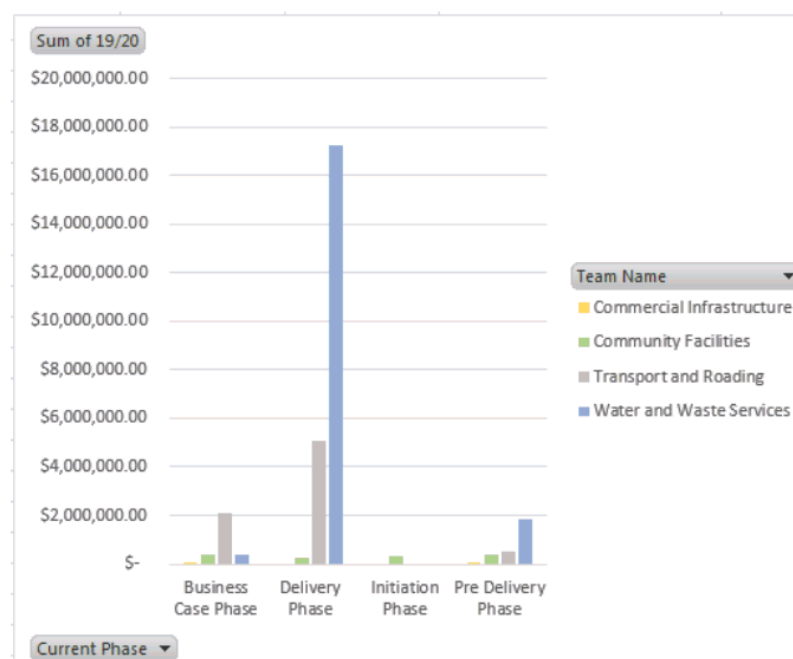 Sum of 19/20
$20,000,000.00
$18,000,000.00
$16,000,000.00
$14,000,000.00
$12,000,000.00
$10,000,000.00
$8,000,000.00
$6,000,000.00
$4,000,000.00
$2,000,000.00
$-
Business
Case Phase
Delivery
Phase
Initiation
Phase
Pre Delivery
Phase
Team Name
Commercial Infrastructure
Community Facilities
Transport and Roading
Water and Waste Services
Current Phase